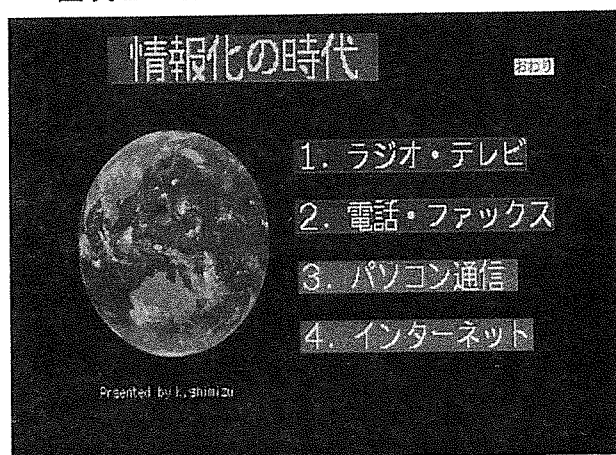 情報化の時代
おわり
1. ラジオ・テレビ
2. 電話・ファックス
3. パソコン通信
4. インターネット
Prsented by k.shimizu